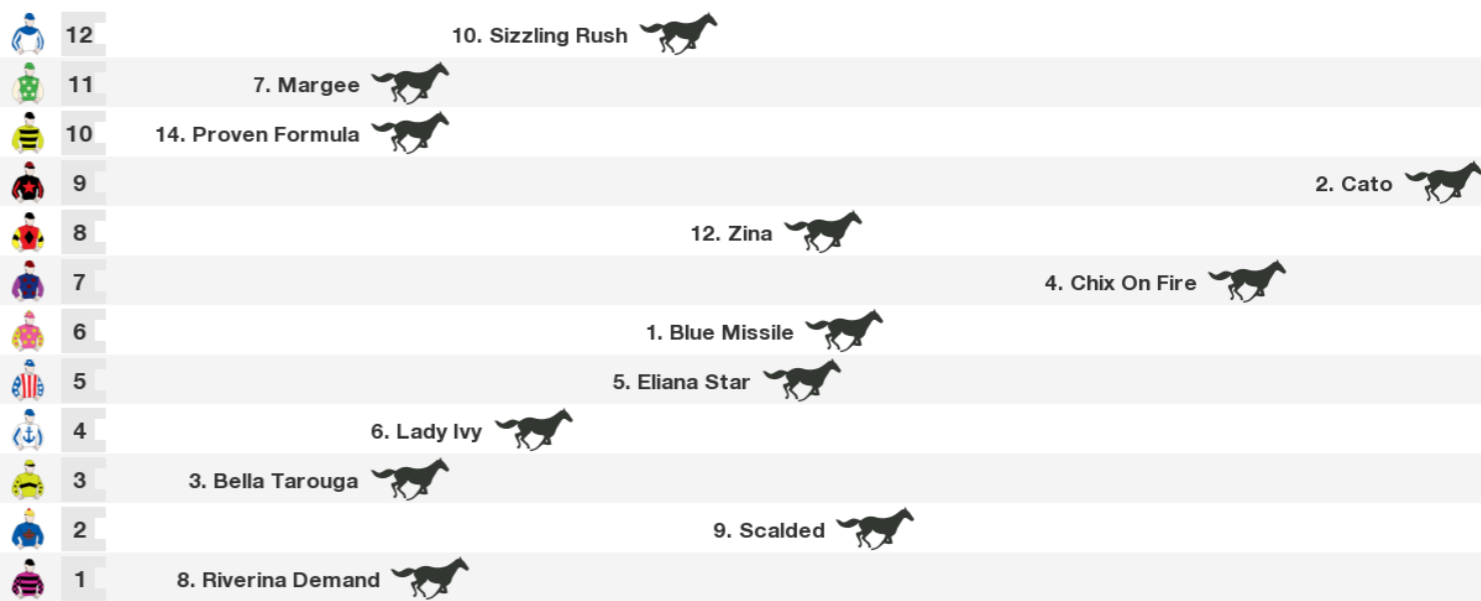 12 10. Sizzling Rush
11 7. Margee
10 14. Proven Formula
9 2. Cato
8 12. Zina
7 4. Chix On Fire
6 1. Blue Missile
5 5. Eliana Star
4 6. Lady Ivy
3 3. Bella Tarouga
2 9. Scalded
1 8. Riverina Demand